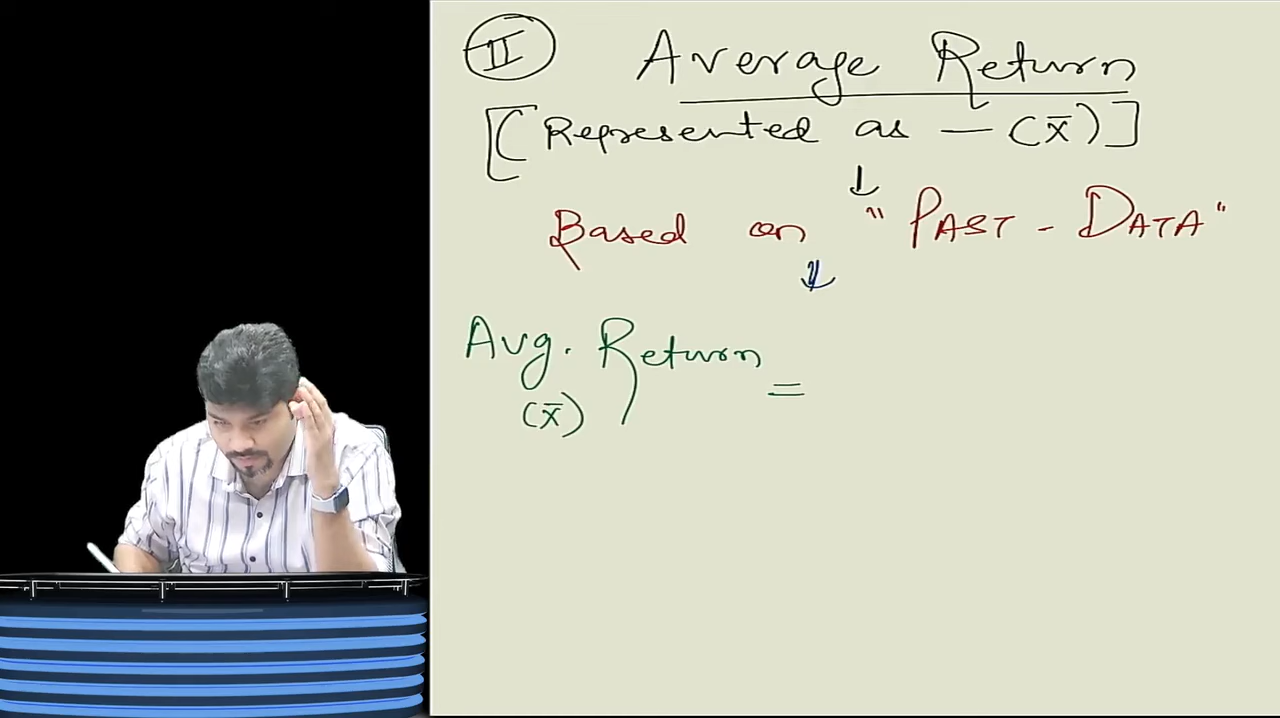 II Average Return
[(Represented as — (x̄)]
↓
Based on "PAST - DATA"
↓
Avg. Return
(x̄) =